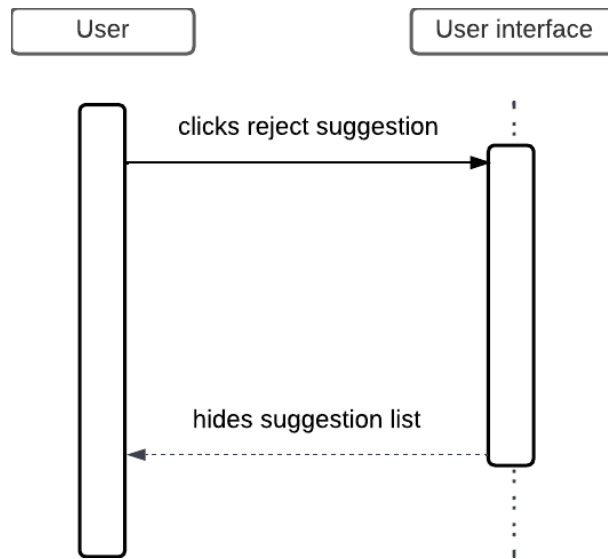 User
User interface
clicks reject suggestion
hides suggestion list